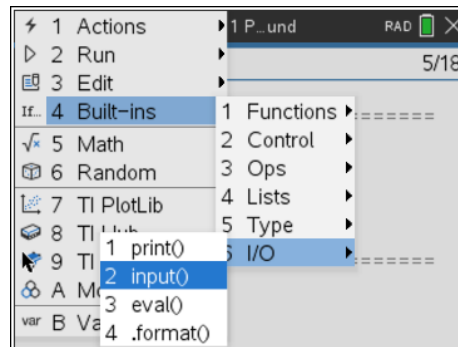 1 Actions
1 P...und RAD
2 Run
5/18
3 Edit
If... 4 Built-ins
1 Functions
=======
√x 5 Math
2 Control
6 Random
3 Ops
4 Lists
7 TI PlotLib
5 Type
8 TI Hub
6 I/O
======
9 TI
A
var B
1 print()
2 input()
3 eval()
4 .format()